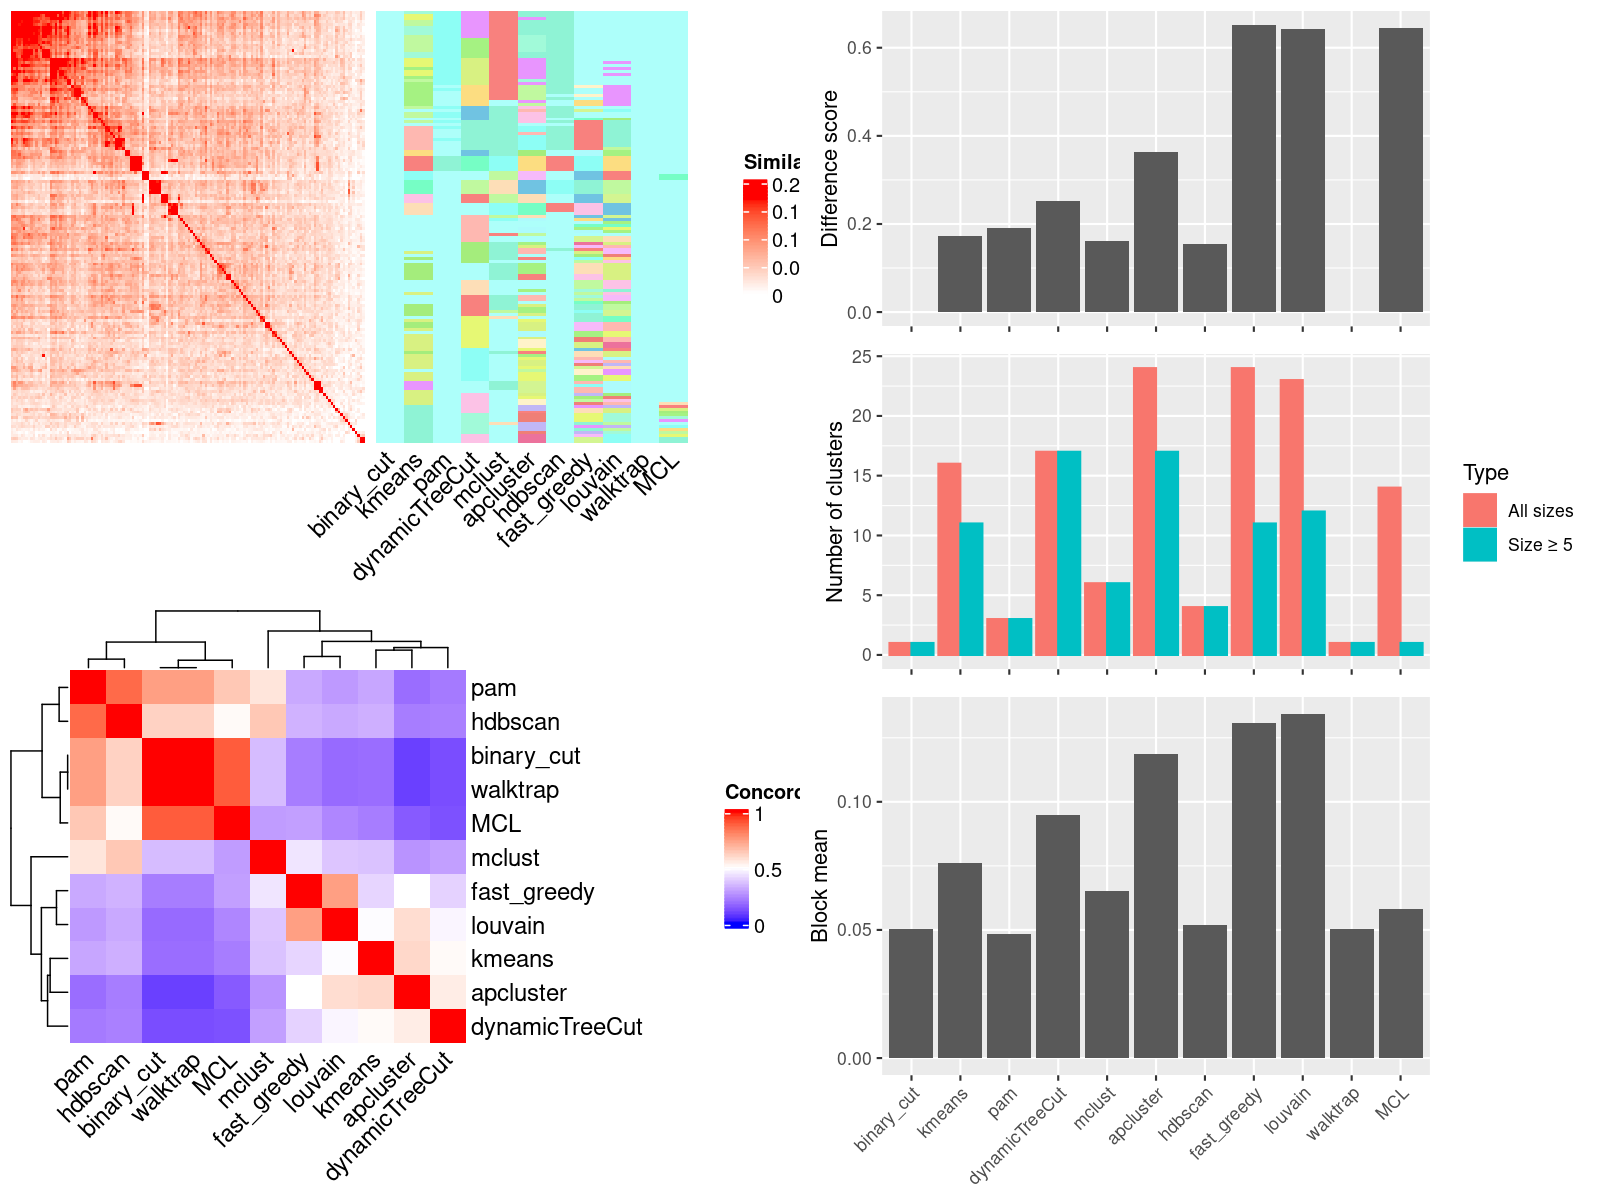 Simila
0.2
0.1
0.1
0.0
0
binary_cut
kmeans
pam
dynamicTreeCut
mclust
apcluster
hdbscan
fast_greedy
louvain
walktrap
MCL
pam
hdbscan
binary_cut
walktrap
MCL
mclust
fast_greedy
louvain
kmeans
apcluster
dynamicTreeCut
pam
hdbscan
binary_cut
walktrap
MCL
mclust
fast_greedy
louvain
kmeans
apcluster
dynamicTreeCut
Concord
1
0.5
0
Difference score
0.6
0.4
0.2
0.0
Number of clusters
25
20
15
10
5
0
Type
All sizes
Size ≥ 5
Block mean
0.10
0.05
0.00
binary_cut
kmeans
pam
dynamicTreeCut
mclust
apcluster
hdbscan
fast_greedy
louvain
walktrap
MCL